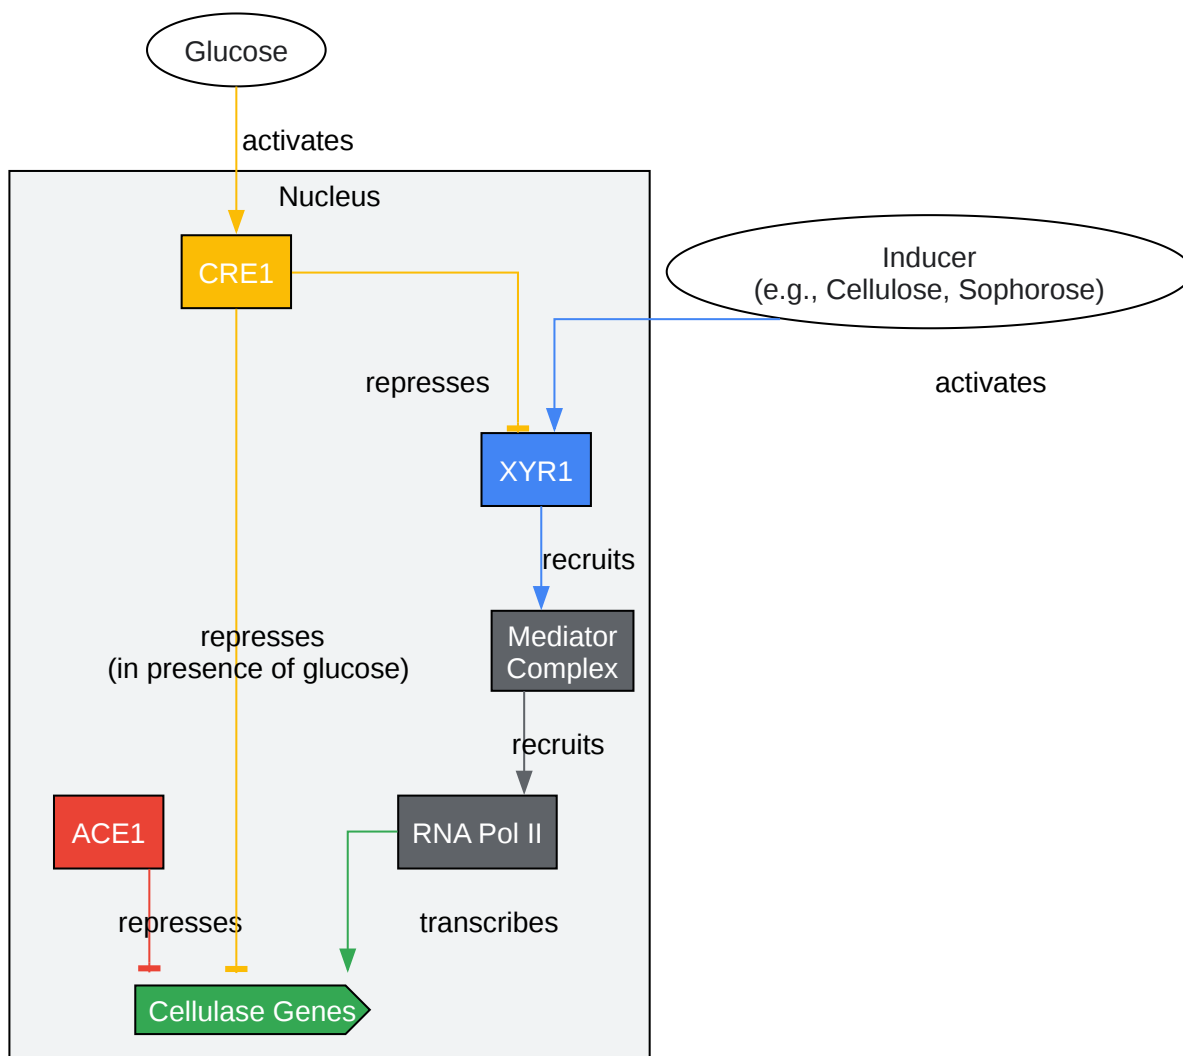 Glucose
activates
Nucleus
CRE1
Inducer
(e.g., Cellulose, Sophorose)
represses
activates
XYR1
recruits
Mediator
Complex
represses
(in presence of glucose)
recruits
ACE1
RNA Pol II
represses
transcribes
Cellulase Genes